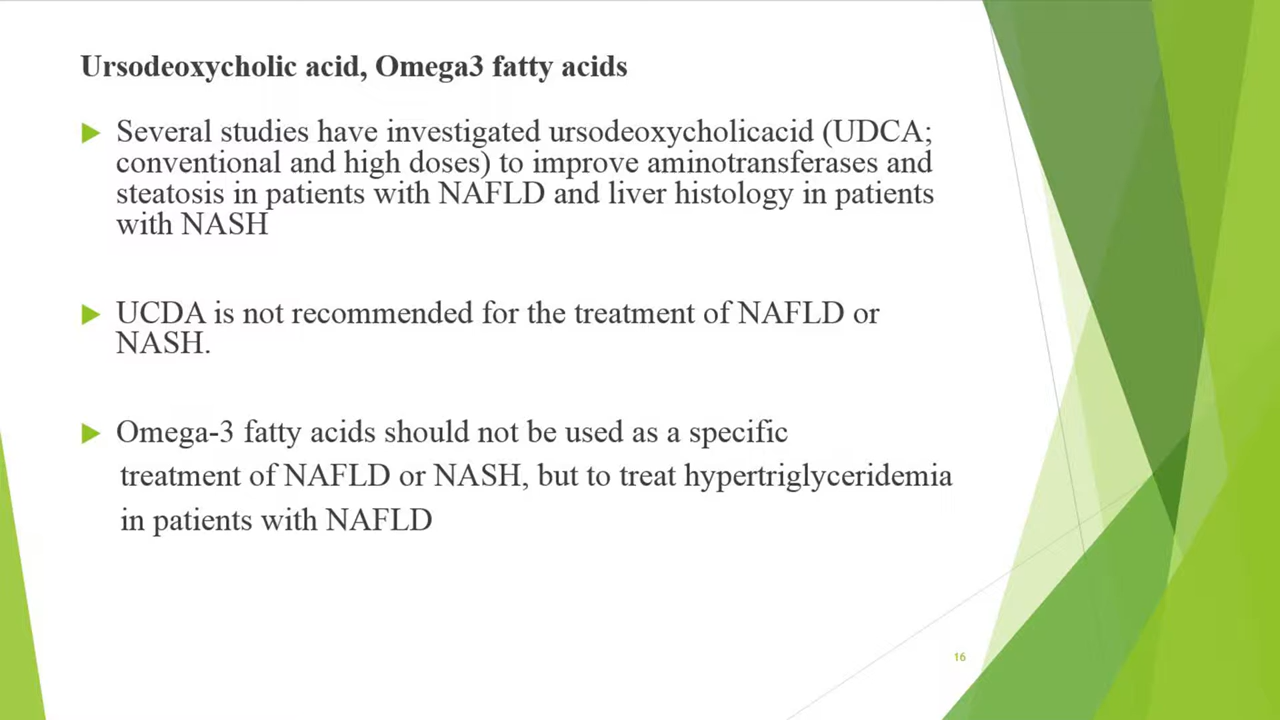 Ursodeoxycholic acid, Omega3 fatty acids
Several studies have investigated ursodeoxycholicacid (UDCA;
conventional and high doses) to improve aminotransferases and
steatosis in patients with NAFLD and liver histology in patients
with NASH
UCDA is not recommended for the treatment of NAFLD or
NASH.
Omega-3 fatty acids should not be used as a specific
treatment of NAFLD or NASH, but to treat hypertriglyceridemia
in patients with NAFLD
16